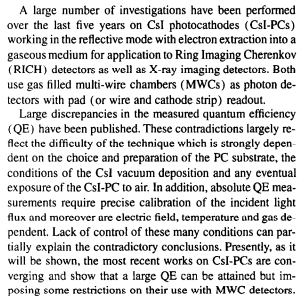 A large number of investigations have been performed
over the last five years on CsI photocathodes (CsI-PCs)
working in the reflective mode with electron extraction into a
gaseous medium for application to Ring Imaging Cherenkov
(RICH) detectors as well as X-ray imaging detectors. Both
use gas filled multi-wire chambers (MWCs) as photon de-
tectors with pad (or wire and cathode strip) readout.
Large discrepancies in the measured quantum efficiency
(QE) have been published. These contradictions largely re-
flect the difficulty of the technique which is strongly depen-
dent on the choice and preparation of the PC substrate, the
conditions of the CsI vacuum deposition and any eventual
exposure of the CsI-PC to air. In addition, absolute QE mea-
surements require precise calibration of the incident light
flux and moreover are electric field, temperature and gas de-
pendent. Lack of control of these many conditions can par-
tially explain the contradictory conclusions. Presently, as it
will be shown, the most recent works on CsI-PCs are con-
verging and show that a large QE can be attained but im-
posing some restrictions on their use with MWC detectors.